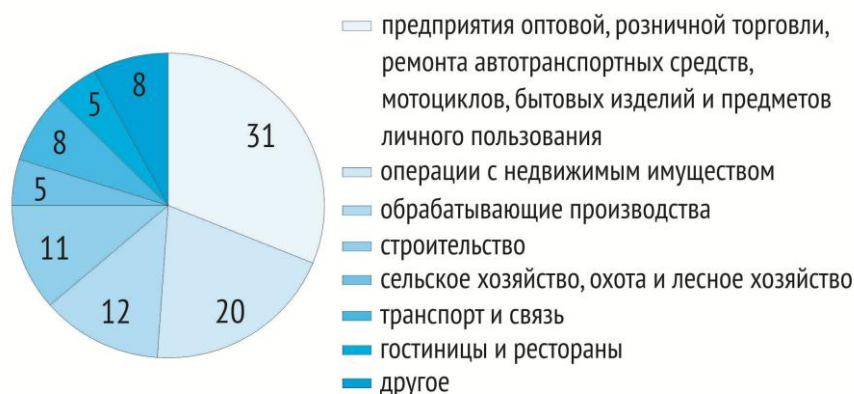 предприятия оптовой, розничной торговли,
ремонта автотранспортных средств,
мотоциклов, бытовых изделий и предметов
личного пользования
операции с недвижимым имуществом
обрабатывающие производства
строительство
сельское хозяйство, охота и лесное хозяйство
транспорт и связь
гостиницы и рестораны
другое
31
20
12
11
5
8
5
8